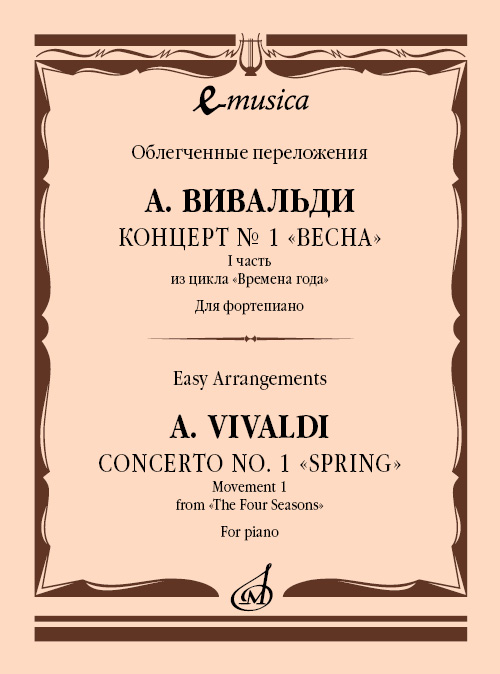 e-musica
Облегченные переложения
А. ВИВАЛЬДИ
КОНЦЕРТ № 1 «ВЕСНА»
I часть
из цикла «Времена года»
Для фортепиано
Easy Arrangements
A. VIVALDI
CONCERTO NO. 1 «SPRING»
Movement 1
from «The Four Seasons»
For piano